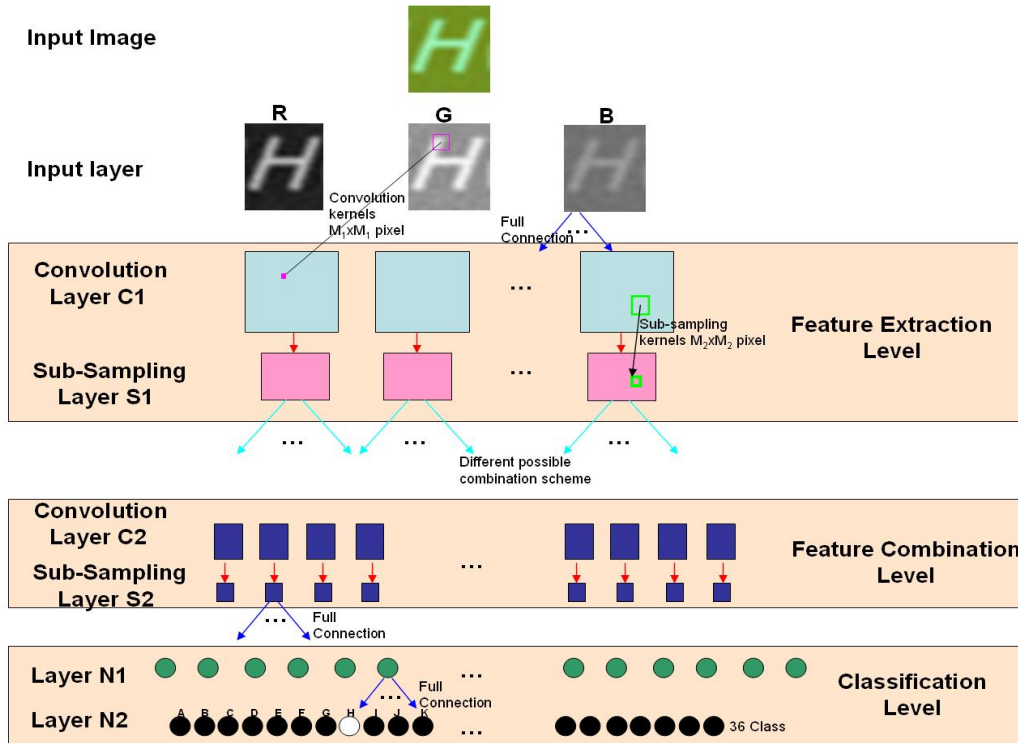 Input Image
H
R
G
B
Input layer
H
H
H
Convolution
kernels
M₁xM₁ pixel
Full
Connection
...
Convolution
Layer C1
...
Sub-sampling
kernels M₂xM₂ pixel
Feature Extraction
Level
Sub-Sampling
Layer S1
...
...
...
...
Different possible
combination scheme
Convolution
Layer C2
...
Feature Combination
Level
Sub-Sampling
Layer S2
...
Full
Connection
Layer N1
...
Classification
Level
...
Full
Connection
Layer N2
A B C D E F G H I J K
...
36 Class